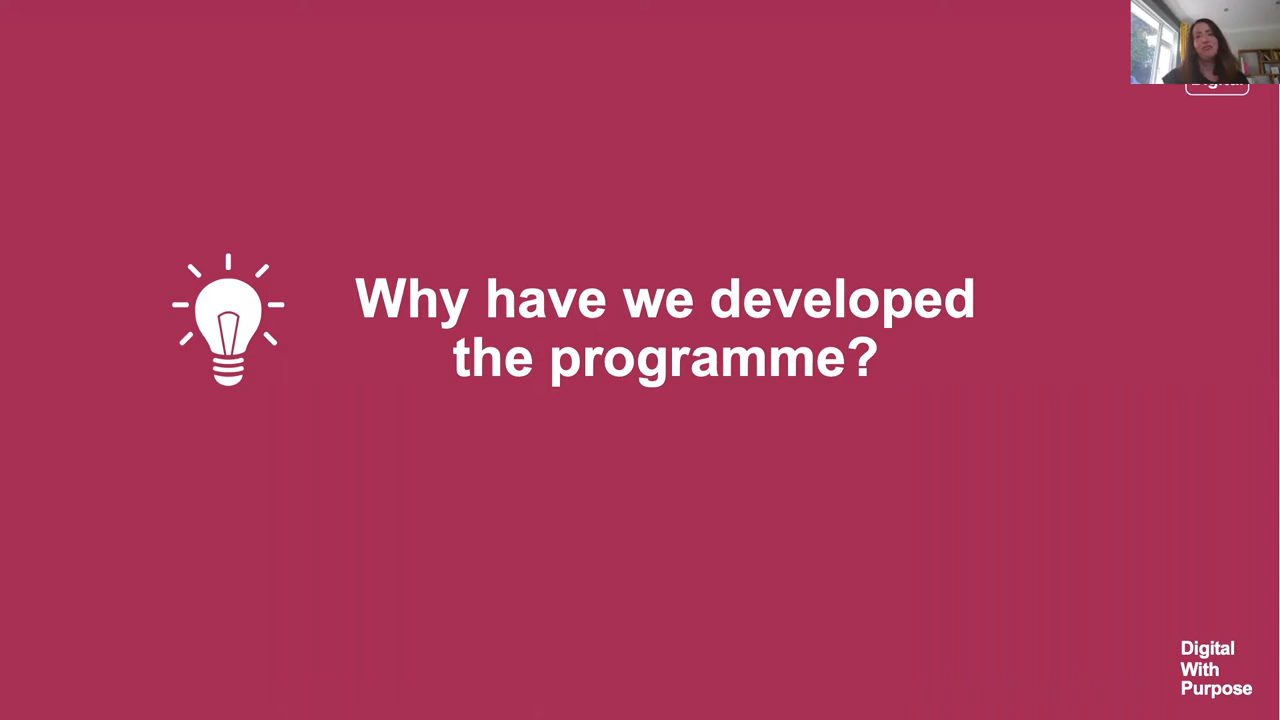 Why have we developed
the programme?
Digital
With
Purpose